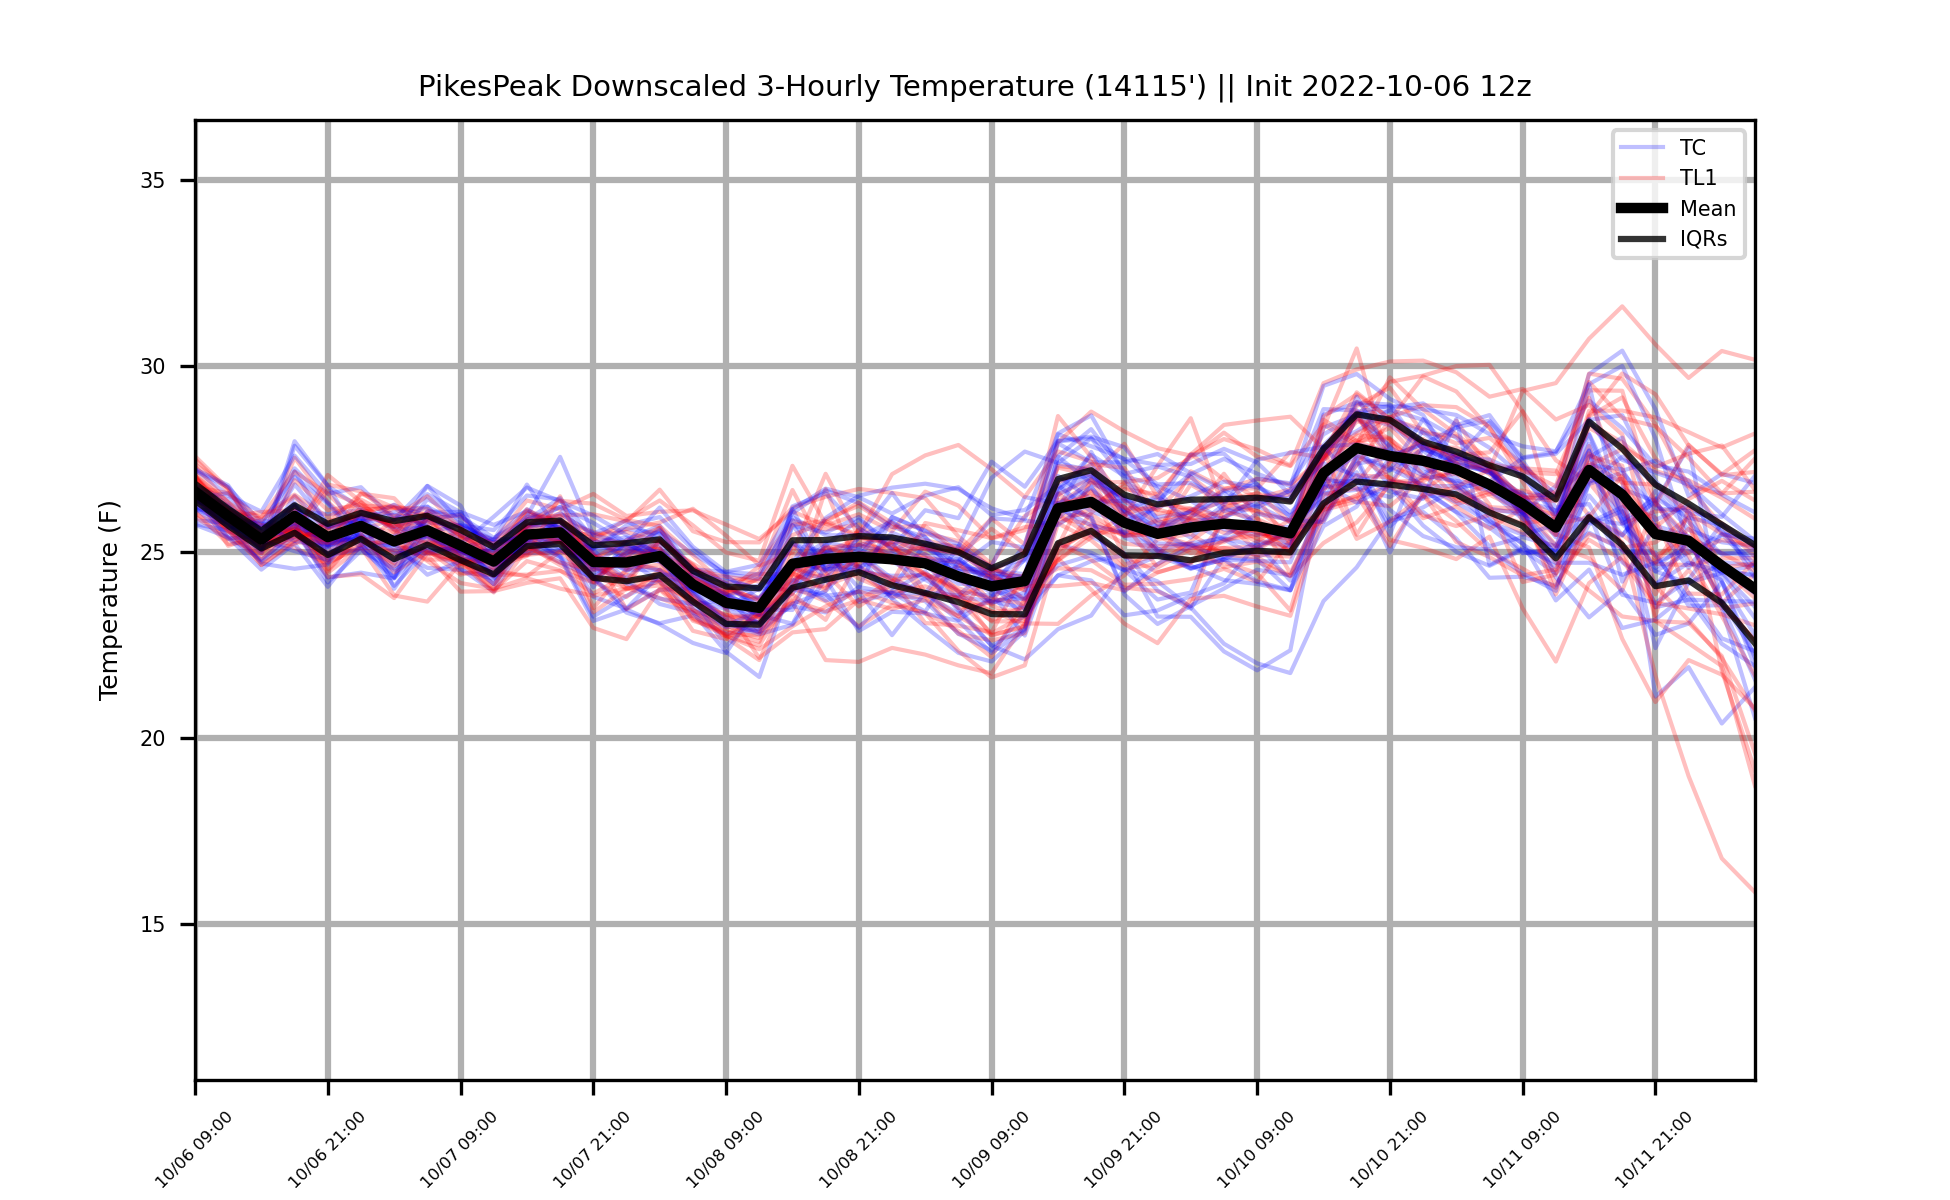 PikesPeak Downscaled 3-Hourly Temperature (14115') || Init 2022-10-06 12z
TC
TL1
Mean
IQRs
Temperature (F)
35
30
25
20
15
10/06 09:00
10/06 21:00
10/07 09:00
10/07 21:00
10/08 09:00
10/08 21:00
10/09 09:00
10/09 21:00
10/10 09:00
10/10 21:00
10/11 09:00
10/11 21:00